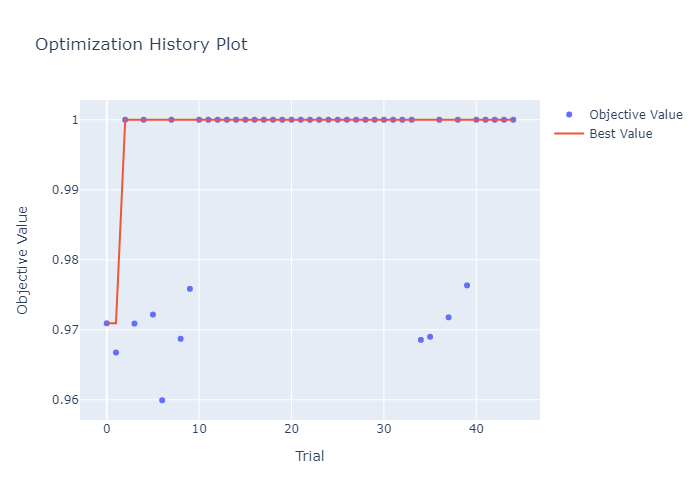 Optimization History Plot
Objective Value
Best Value
1
0.99
0.98
0.97
0.96
Objective Value
0
10
20
30
40
Trial